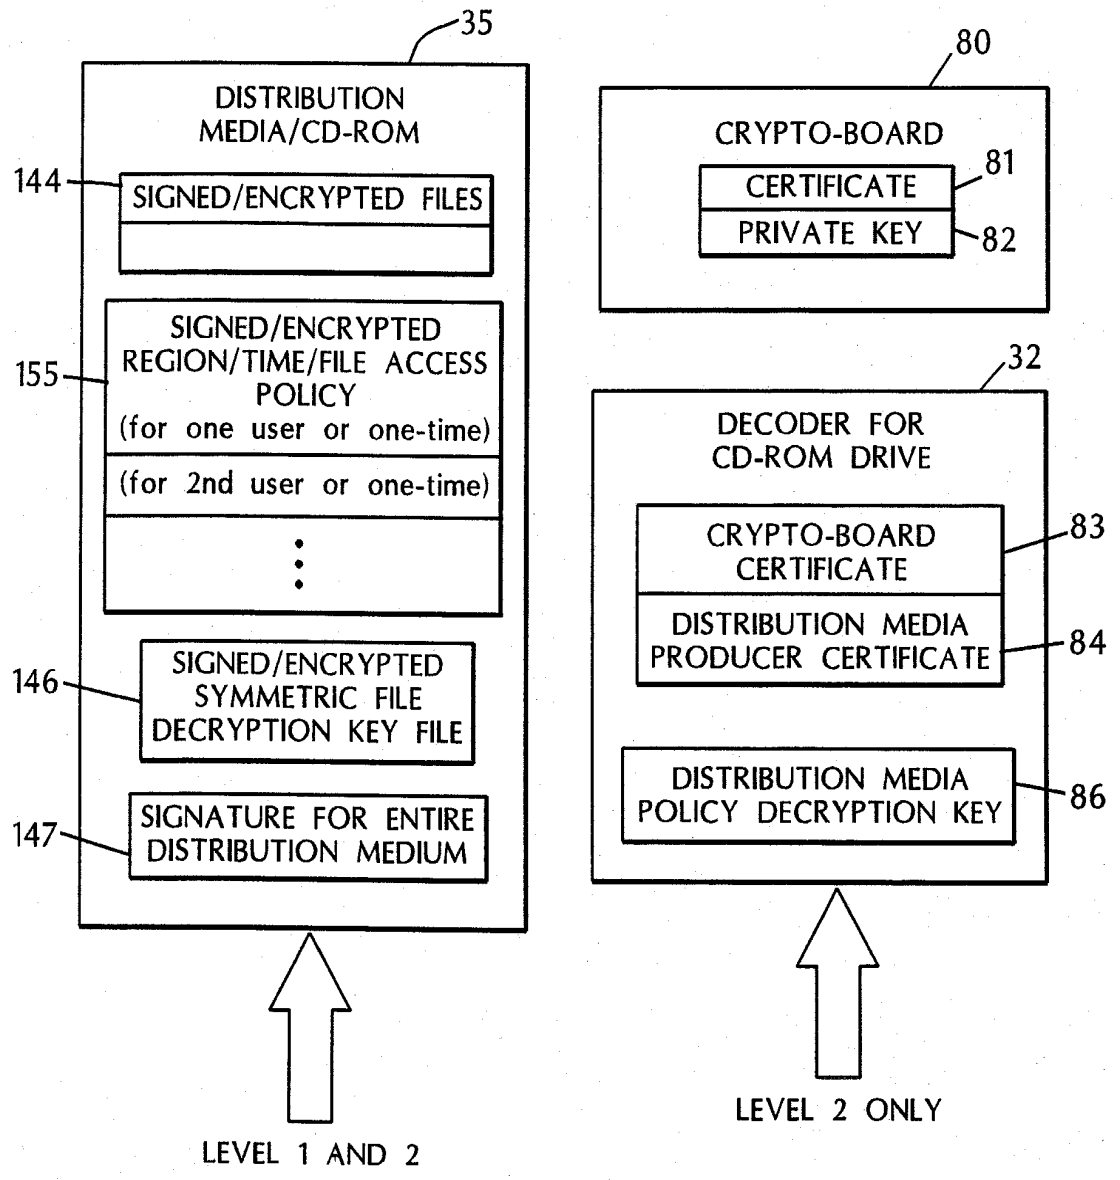 35
DISTRIBUTION
MEDIA/CD-ROM
144
SIGNED/ENCRYPTED FILES
155
SIGNED/ENCRYPTED
REGION/TIME/FILE ACCESS
POLICY
(for one user or one-time)
(for 2nd user or one-time)
146
SIGNED/ENCRYPTED
SYMMETRIC FILE
DECRYPTION KEY FILE
147
SIGNATURE FOR ENTIRE
DISTRIBUTION MEDIUM
LEVEL 1 AND 2
80
CRYPTO-BOARD
81
CERTIFICATE
PRIVATE KEY
82
32
DECODER FOR
CD-ROM DRIVE
CRYPTO-BOARD
CERTIFICATE
83
DISTRIBUTION MEDIA
PRODUCER CERTIFICATE
84
DISTRIBUTION MEDIA
POLICY DECRYPTION KEY
86
LEVEL 2 ONLY